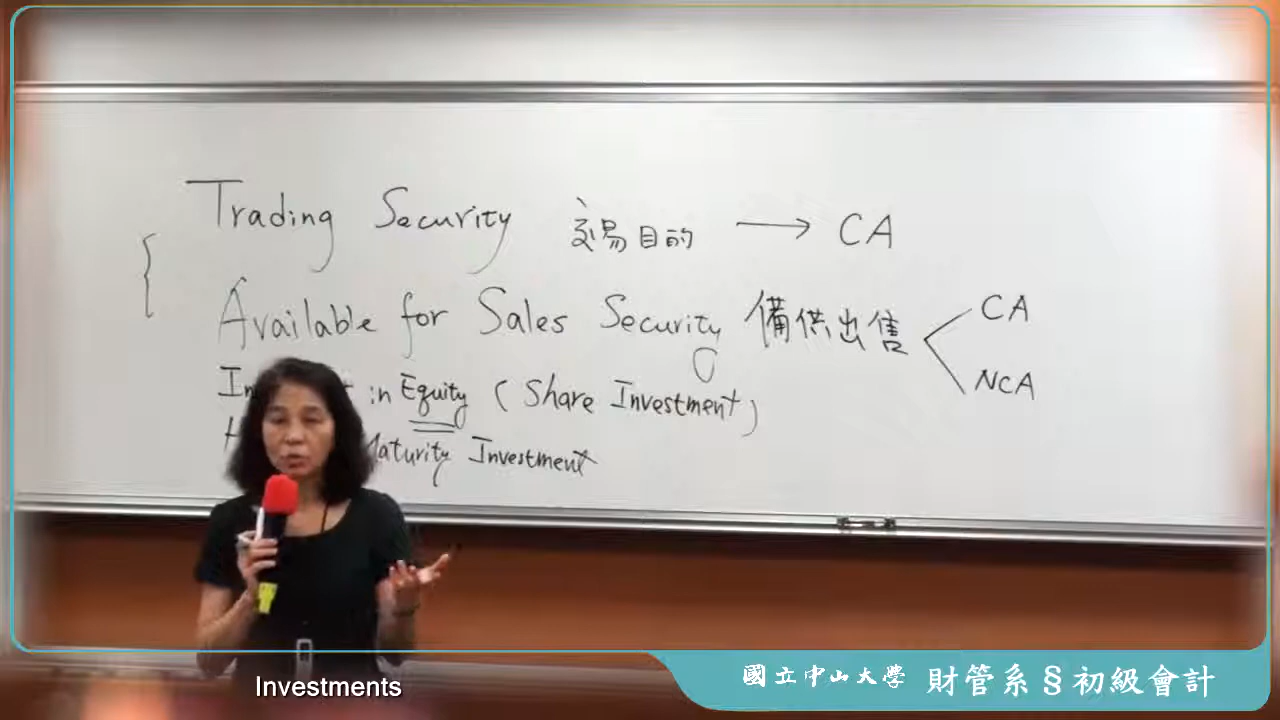 Trading Security 交易目的 → CA
Available for Sales Security 備供出售 CA
NCA
in Equity (Share Investment)
Maturity Investment
Investments
國立中山大學 財管系§初級會計